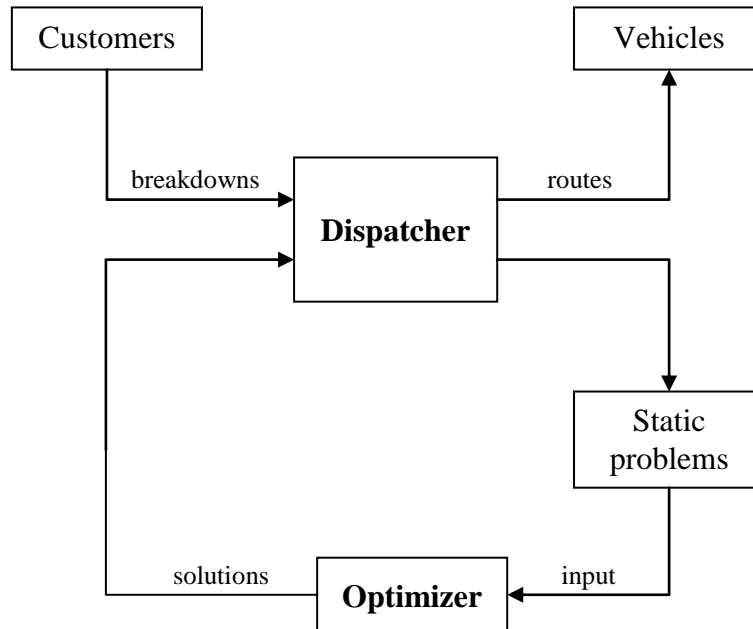 Customers
Vehicles
breakdowns
routes
Dispatcher
Static
problems
solutions
input
Optimizer